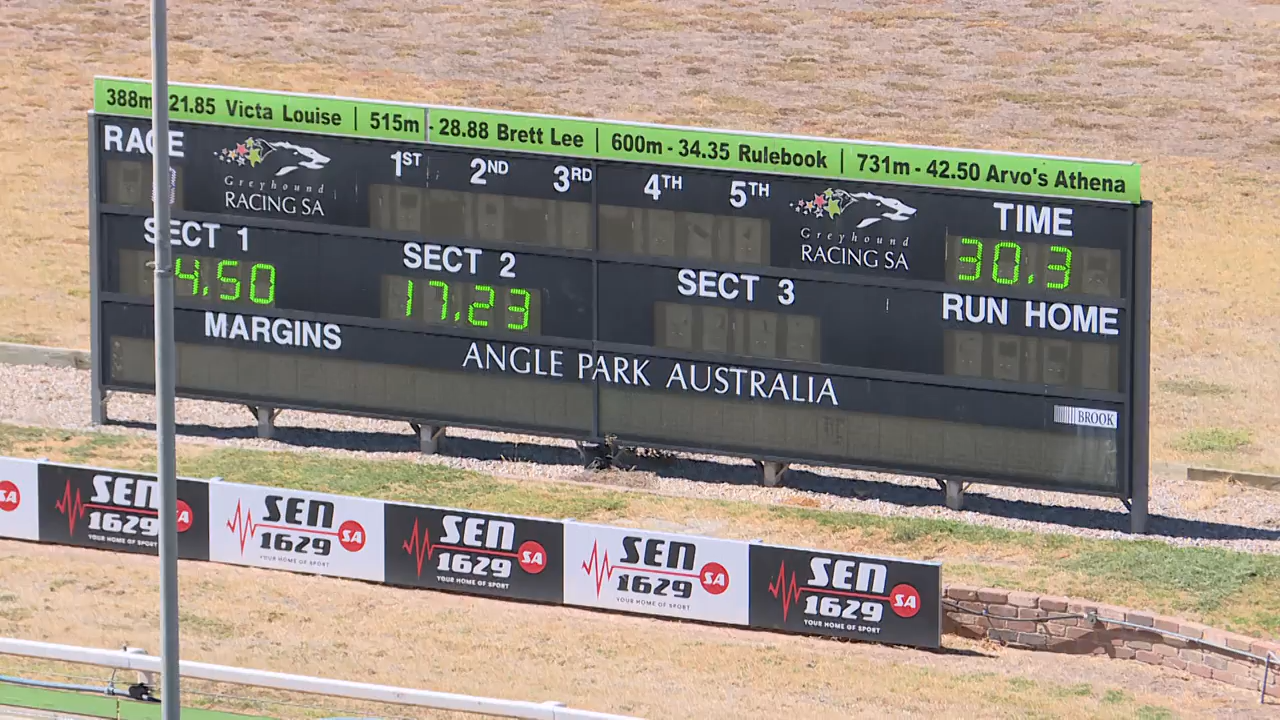 388m 21.85 Victa Louise | 515m - 28.88 Brett Lee | 600m - 34.35 Rulebook | 731m - 42.50 Arvo's Athena
RACE
Greyhound
RACING SA
1ST 2ND 3RD 4TH 5TH
Greyhound
RACING SA
TIME
30.3
SECT 1
4.50
SECT 2
17.23
SECT 3
RUN HOME
MARGINS
ANGLE PARK AUSTRALIA
BROOK
SA
SEN
1629
SA
YOUR HOME OF SPORT
SEN
1629
SA
YOUR HOME OF SPORT
SEN
1629
SA
YOUR HOME OF SPORT
SEN
1629
SA
YOUR HOME OF SPORT
SEN
1629
SA
YOUR HOME OF SPORT